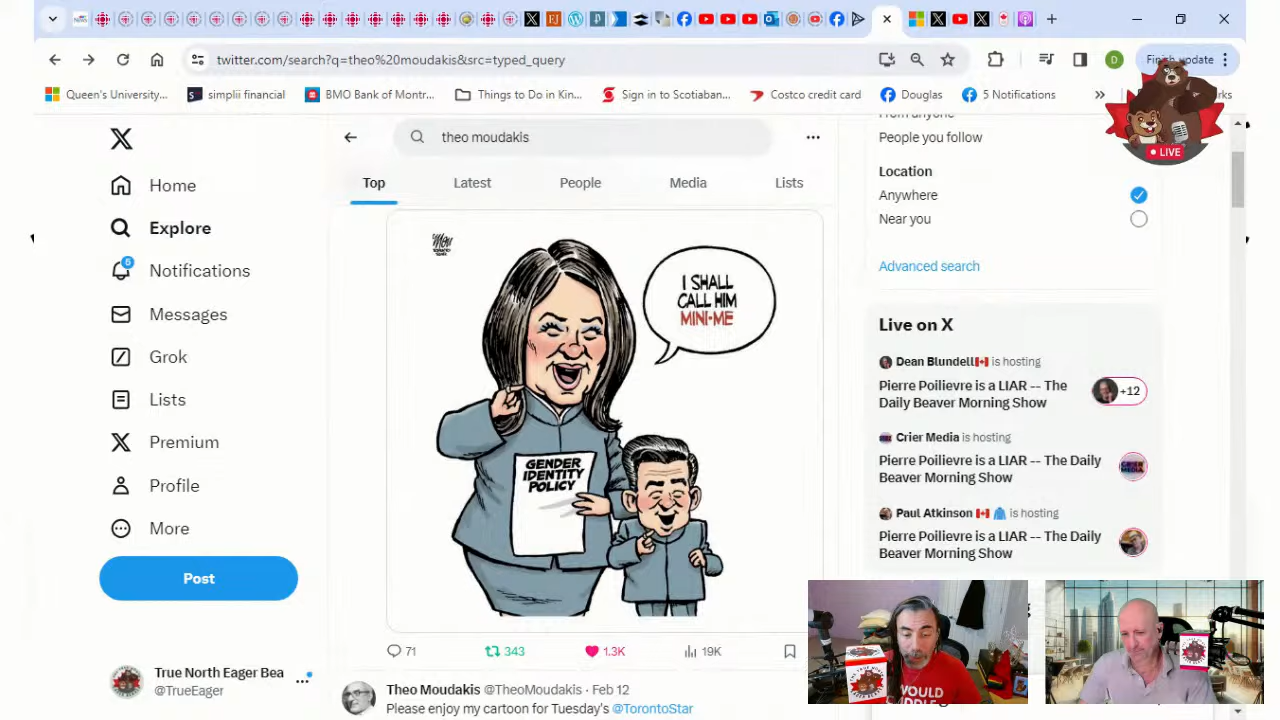 twitter.com/search?q=theo%20moudakis&src=typed_query
D
Finish update
Queen's University...
simplii financial
BMO Bank of Montr...
Things to Do in Kin...
Sign in to Scotiaban...
Costco credit card
Douglas
5 Notifications
»
LIVE
theo moudakis
Top
Latest
People
Media
Lists
Home
Explore
5
Notifications
Messages
Grok
Lists
Premium
Profile
More
Post
True North Eager Bea
@TrueEager
I SHALL
CALL HIM
MINI-ME
GENDER
IDENTITY
POLICY
71
343
1.3K
19K
Theo Moudakis @TheoMoudakis · Feb 12
Please enjoy my cartoon for Tuesday's @TorontoStar
From anyone
People you follow
Location
Anywhere
Near you
Advanced search
Live on X
Dean Blundell is hosting
Pierre Poilievre is a LIAR -- The
Daily Beaver Morning Show
+12
Crier Media is hosting
Pierre Poilievre is a LIAR -- The Daily
Beaver Morning Show
Paul Atkinson is hosting
Pierre Poilievre is a LIAR -- The Daily
Beaver Morning Show